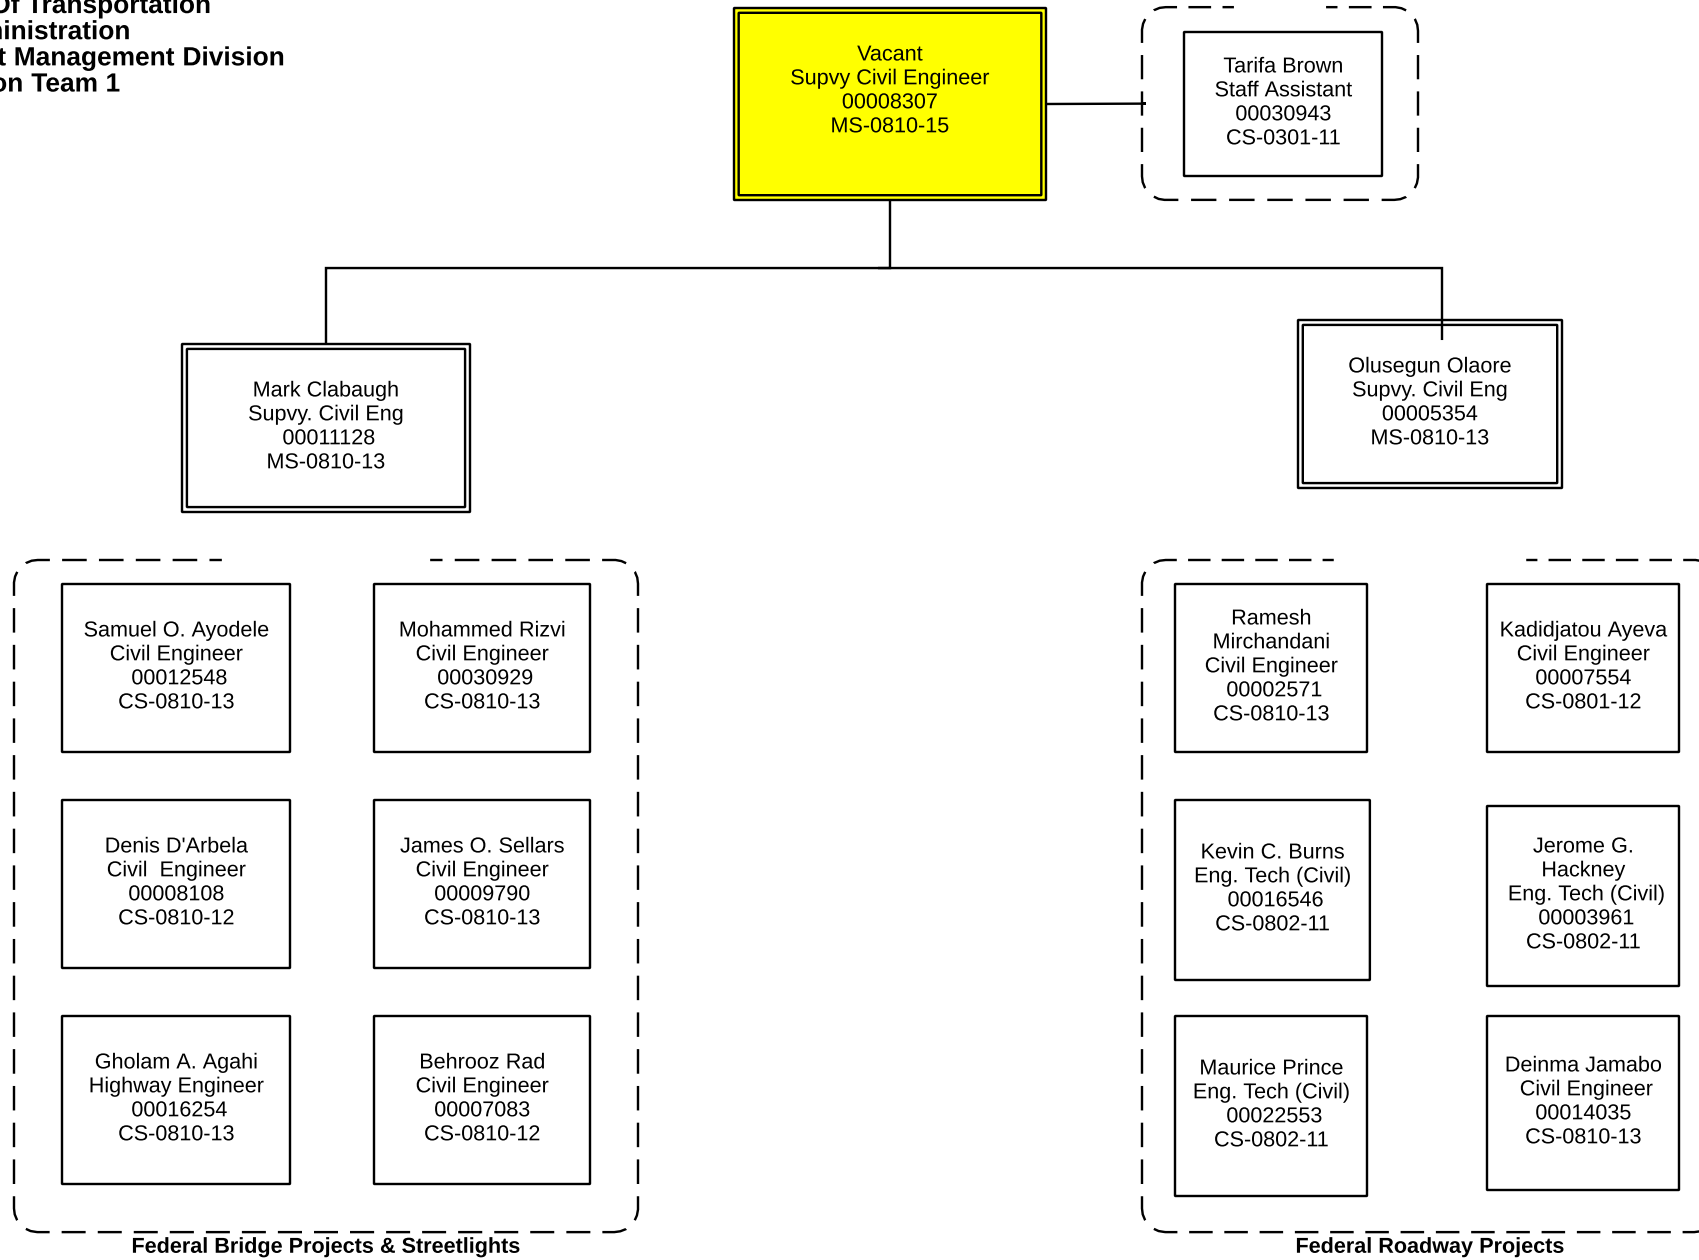 Of Transportation
Management Division
Team 1
Vacant
Supvy Civil Engineer
00008307
MS-0810-15
Tarifa Brown
Staff Assistant
00030943
CS-0301-11
Mark Clabaugh
Supvy. Civil Eng
00011128
MS-0810-13
Olusegun Olaore
Supvy. Civil Eng
00005354
MS-0810-13
Samuel O. Ayodele
Civil Engineer
00012548
CS-0810-13
Mohammed Rizvi
Civil Engineer
00030929
CS-0810-13
Denis D'Arbela
Civil  Engineer
00008108
CS-0810-12
James O. Sellars
Civil Engineer
00009790
CS-0810-13
Gholam A. Agahi
Highway Engineer
00016254
CS-0810-13
Behrooz Rad
Civil Engineer
00007083
CS-0810-12
Federal Bridge Projects & Streetlights
Ramesh
Mirchandani
Civil Engineer
00002571
CS-0810-13
Kadidjatou Ayeva
Civil Engineer
00007554
CS-0801-12
Kevin C. Burns
Eng. Tech (Civil)
00016546
CS-0802-11
Jerome G.
Hackney
Eng. Tech (Civil)
00003961
CS-0802-11
Maurice Prince
Eng. Tech (Civil)
00022553
CS-0802-11
Deinma Jamabo
Civil Engineer
00014035
CS-0810-13
Federal Roadway Projects